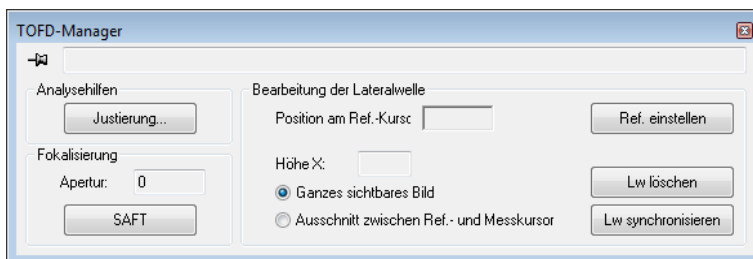 TOFD-Manager
Analysehilfen
Justierung...
Fokalisierung
Apertur: 0
SAFT
Bearbeitung der Lateralwelle
Position am Ref.-Kursc
Ref. einstellen
Höhe X:
Ganzes sichtbares Bild
Lw löschen
Ausschnitt zwischen Ref.- und Messkursor
Lw synchronisieren